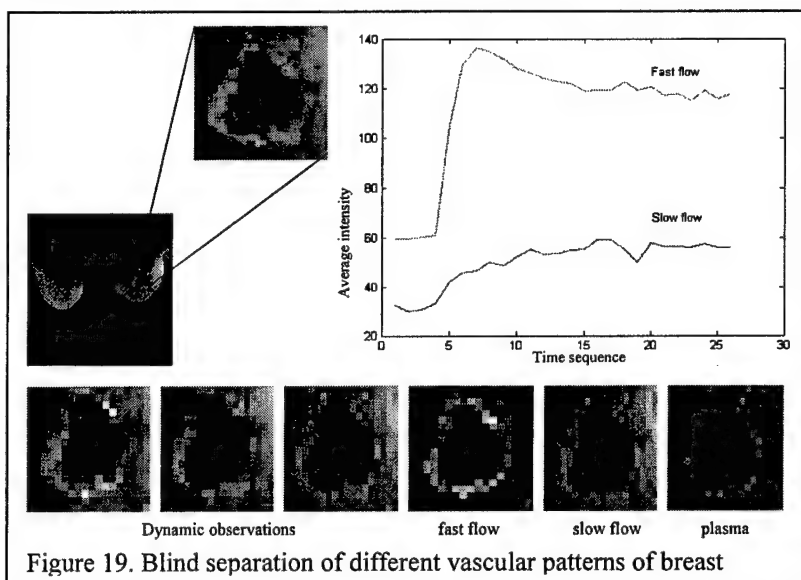 140
120
100
80
60
40
20
Fast flow
Slow flow
Average intensity
0 5 10 15 20 25 30
Time sequence
Dynamic observations fast flow slow flow plasma
Figure 19. Blind separation of different vascular patterns of breast